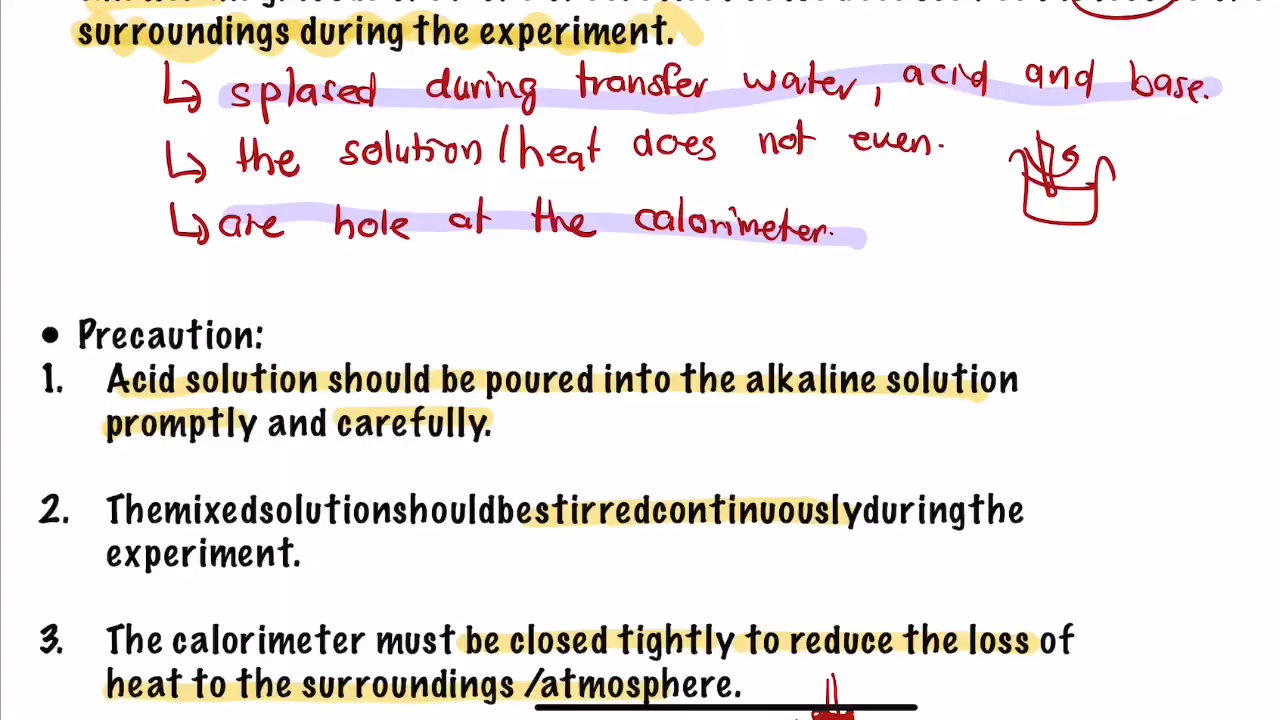 surroundings during the experiment.
↳ splased during transfer water, acid and base.
↳ the solution/heat does not even.
↳ are hole at the calorimeter.
• Precaution:
1. Acid solution should be poured into the alkaline solution
promptly and carefully.
2. Themixedsolutionshouldbestirredcontinuouslyduringthe
experiment.
3. The calorimeter must be closed tightly to reduce the loss of
heat to the surroundings /atmosphere.